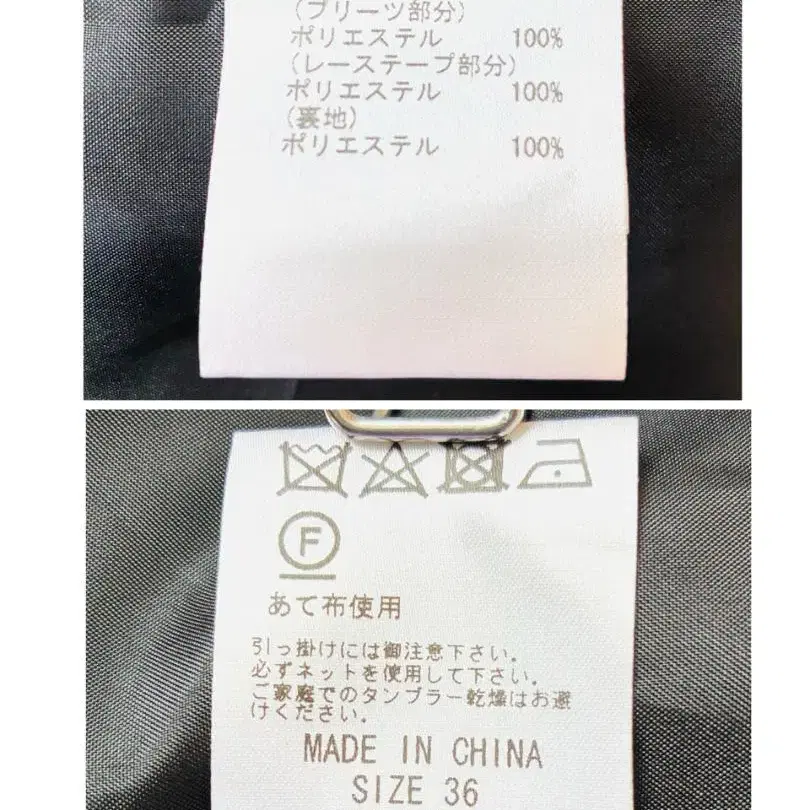 (プリーツ部分)
ポリエステル 100%
(レーステープ部分)
ポリエステル 100%
(裏地)
ポリエステル 100%
F
あて布使用
引っ掛けには御注意下さい。
必ずネットを使用して下さい。
ご家庭でのタンブラー乾燥はお避
けください。
MADE IN CHINA
SIZE 36